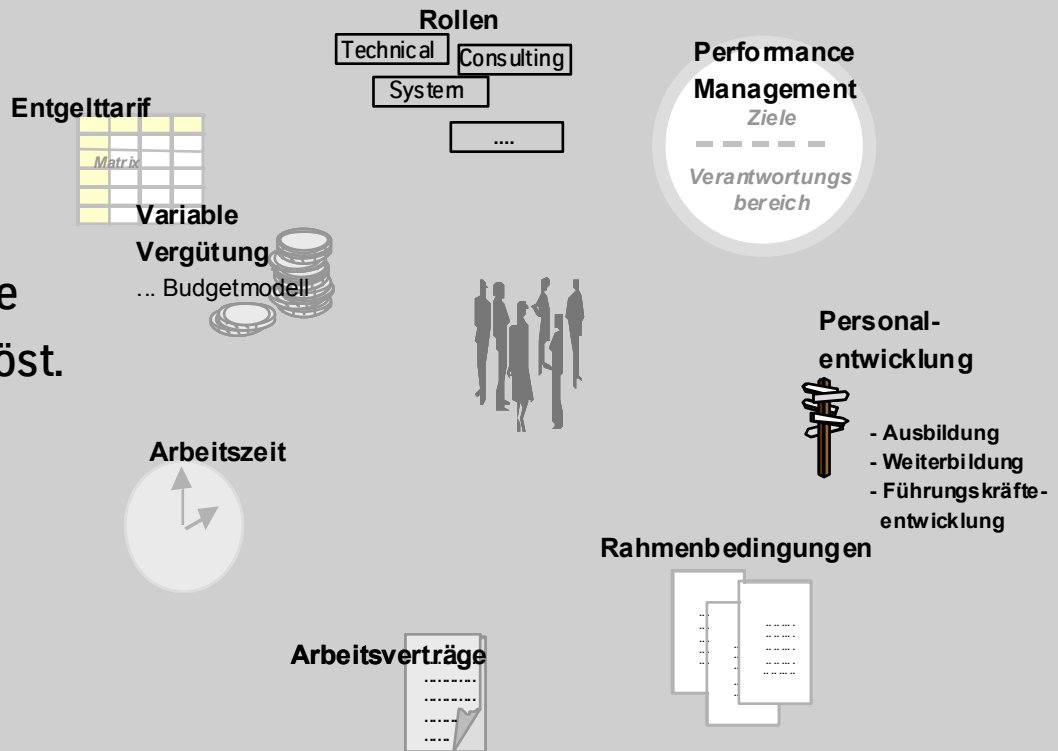 Rollen
Technical
Consulting
System
....
Performance
Management
Ziele
Verantwortungs
bereich
Entgelttarif
Matrix
Variable
Vergütung
... Budgetmodell
e
öst.
Personal-
entwicklung
- Ausbildung
- Weiterbildung
- Führungskräfte-
entwicklung
Arbeitszeit
Rahmenbedingungen
Arbeitsverträge